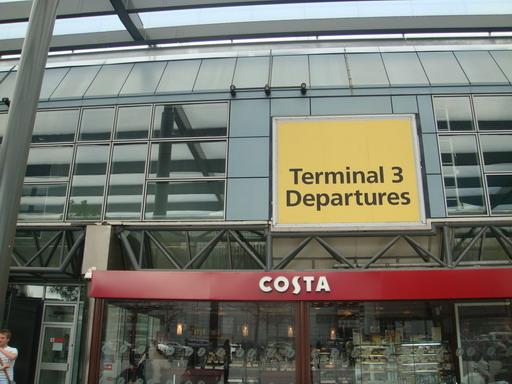 Terminal 3
Departures
COSTA